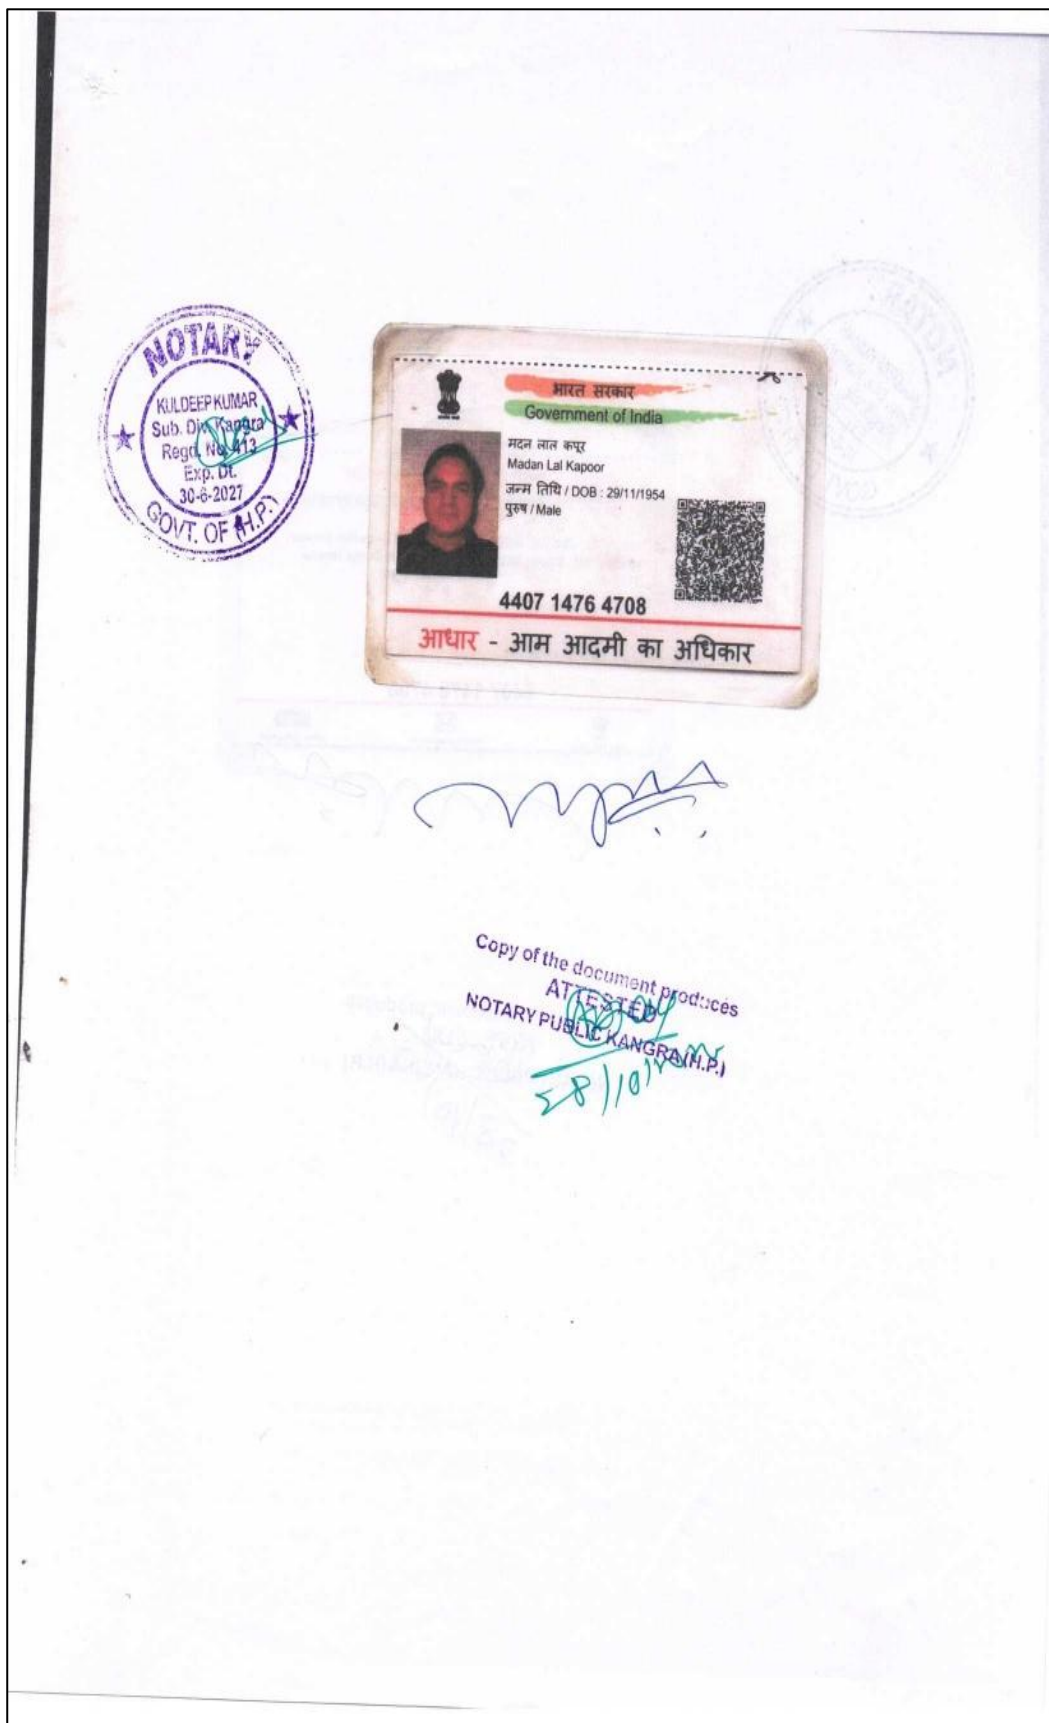 NOTARY
KULDEEP KUMAR
Sub. Div. Kangra
Regd. No. 413
Exp. Dt.
30-6-2027
GOVT. OF (H.P.)
भारत सरकार
Government of India
मदन लाल कपूर
Madan Lal Kapoor
जन्म तिथि / DOB : 29/11/1954
पुरुष / Male
4407 1476 4708
आधार - आम आदमी का अधिकार
Copy of the document produces
ATTESTED
NOTARY PUBLIC KANGRA (H.P.)